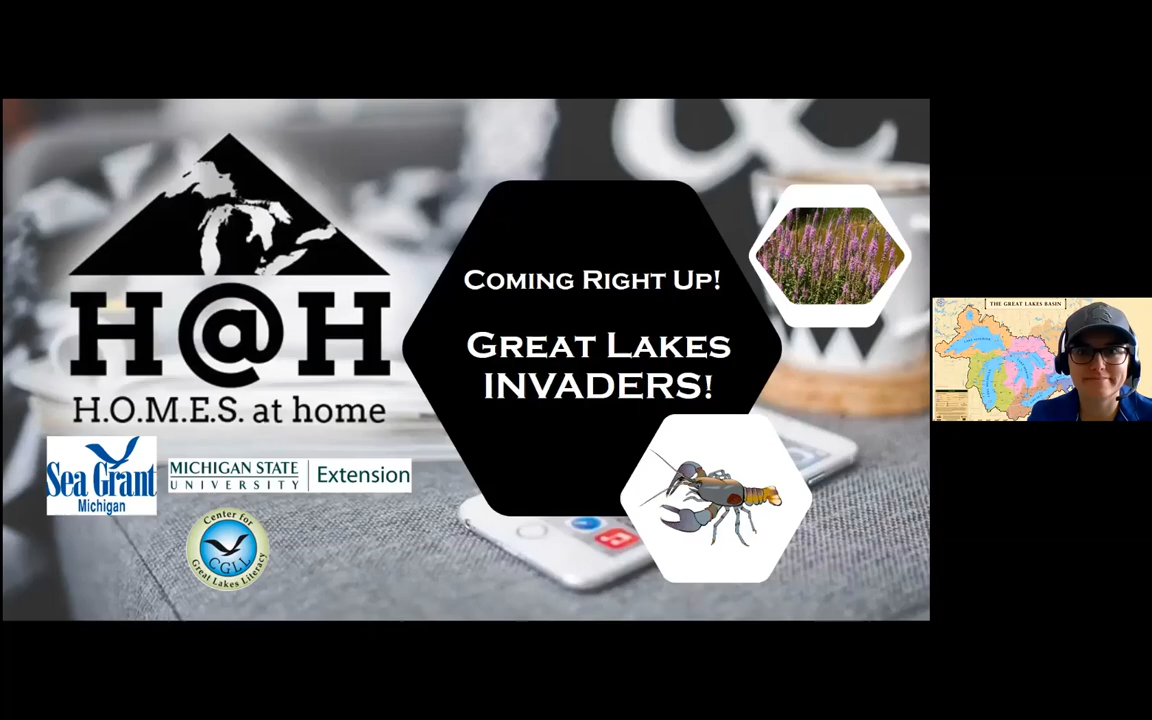 H@H
H.O.M.E.S. at home
Sea Grant
Michigan
MICHIGAN STATE
UNIVERSITY
Extension
Center for
CGLL
Great Lakes Literacy
COMING RIGHT UP!
GREAT LAKES
INVADERS!
THE GREAT LAKES BASIN